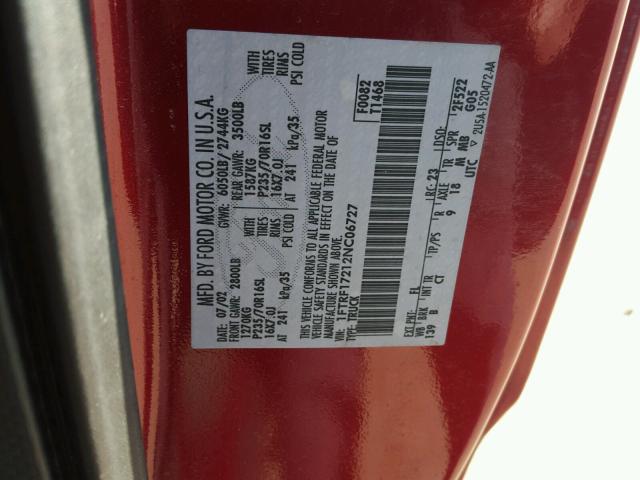 MFD. BY FORD MOTOR CO. IN U.S.A.
DATE: 07/02 GVWR: 6050LB/ 2744KG
FRONT GAWR: 2800LB REAR GAWR: 3500LB
1270KG WITH 1587KG WITH
P235/70R16SL TIRES P235/70R16SL TIRES
16X7.0J RIMS 16X7.0J RIMS
AT 241 kPa/35 PSI COLD AT 241 kPa/35 PSI COLD
THIS VEHICLE CONFORMS TO ALL APPLICABLE FEDERAL MOTOR
VEHICLE SAFETY STANDARDS IN EFFECT ON THE DATE OF
MANUFACTURE SHOWN ABOVE.
VIN: 1FTRF17212NC06727
TYPE: TRUCK
F0082
T1468
EXT PNT: FL RC: 23 DSO:
WB BRK INT TR TP/PS R AXLE TR SPR 2F522
139 B CT 9 18 M MB G05
UTC ▽ 2U5A-1520472-AA